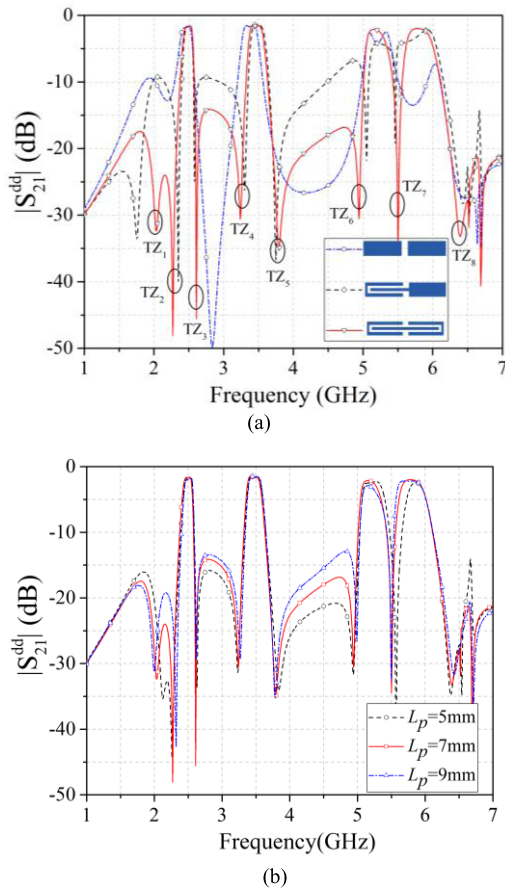 0
-10
-20
-30
-40
-50
|S₂₁ᵈᵈ| (dB)
TZ₁
TZ₂
TZ₃
TZ₄
TZ₅
TZ₆
TZ₇
TZ₈
1 2 3 4 5 6 7
Frequency (GHz)
(a)
0
-10
-20
-30
-40
-50
|S₂₁ᵈᵈ| (dB)
Lₚ=5mm
Lₚ=7mm
Lₚ=9mm
1 2 3 4 5 6 7
Frequency(GHz)
(b)